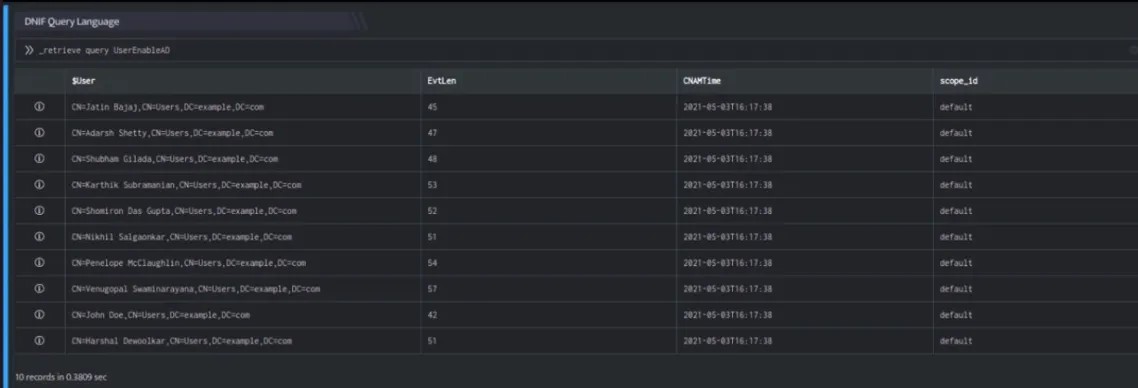 DNIF Query Language
_retrieve query UserEnableAD
$User EvtLen CNAMTime scope_id
CN=Jatin Bajaj,CN=Users,DC=example,DC=com 45 2021-05-03T16:17:38 default
CN=Adarsh Shetty,CN=Users,DC=example,DC=com 47 2021-05-03T16:17:38 default
CN=Shubham Gilada,CN=Users,DC=example,DC=com 48 2021-05-03T16:17:38 default
CN=Karthik Subramanian,CN=Users,DC=example,DC=com 53 2021-05-03T16:17:38 default
CN=Shomiron Das Gupta,CN=Users,DC=example,DC=com 52 2021-05-03T16:17:38 default
CN=Nikhil Salgaonkar,CN=Users,DC=example,DC=com 51 2021-05-03T16:17:38 default
CN=Penelope McClaughlin,CN=Users,DC=example,DC=com 54 2021-05-03T16:17:38 default
CN=Venugopal Swaminarayana,CN=Users,DC=example,DC=com 57 2021-05-03T16:17:38 default
CN=John Doe,CN=Users,DC=example,DC=com 42 2021-05-03T16:17:38 default
CN=Harshal Dewoolkar,CN=Users,DC=example,DC=com 51 2021-05-03T16:17:38 default
10 records in 0.3809 sec